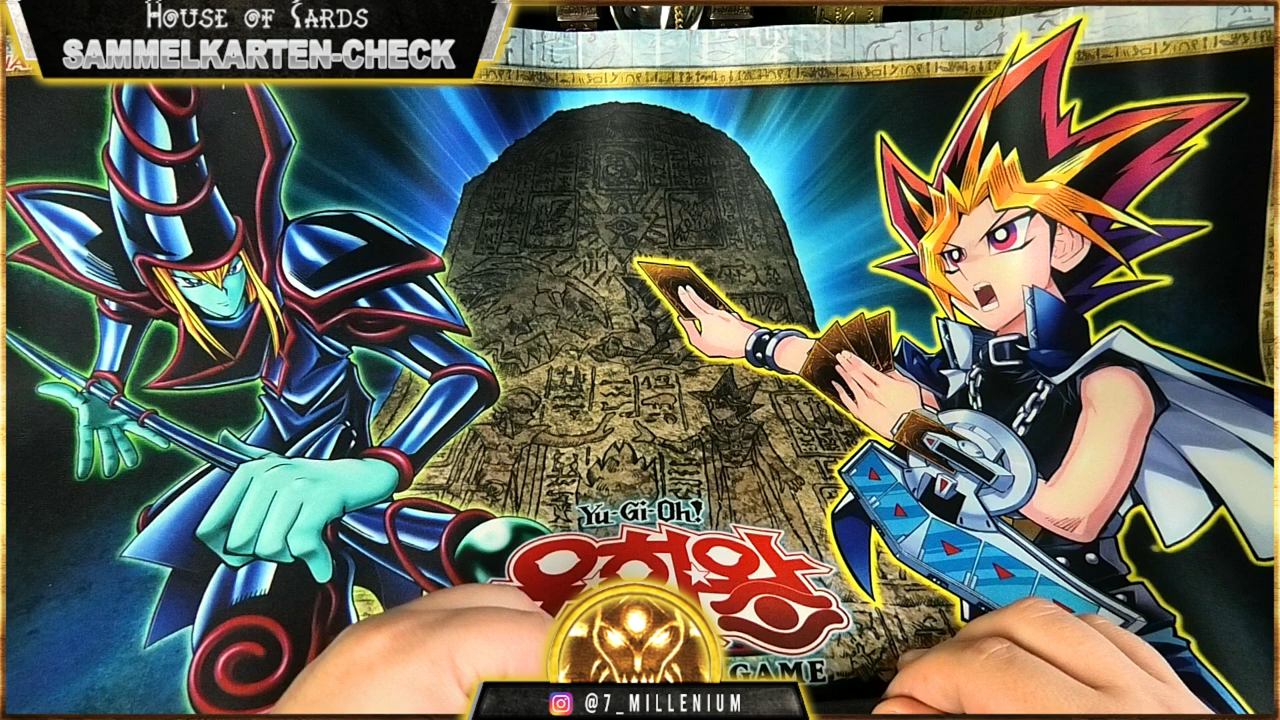 House of Cards
SAMMELKARTEN-CHECK
Yu-Gi-Oh!
유희왕
GAME
@7_MILLENIUM